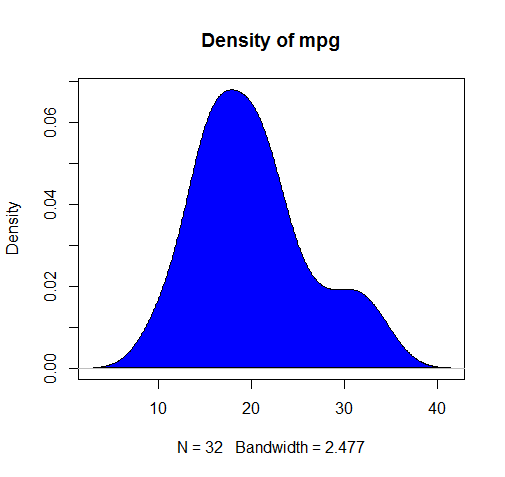 Density of mpg
Density
0.00
0.02
0.04
0.06
10 20 30 40
N = 32 Bandwidth = 2.477